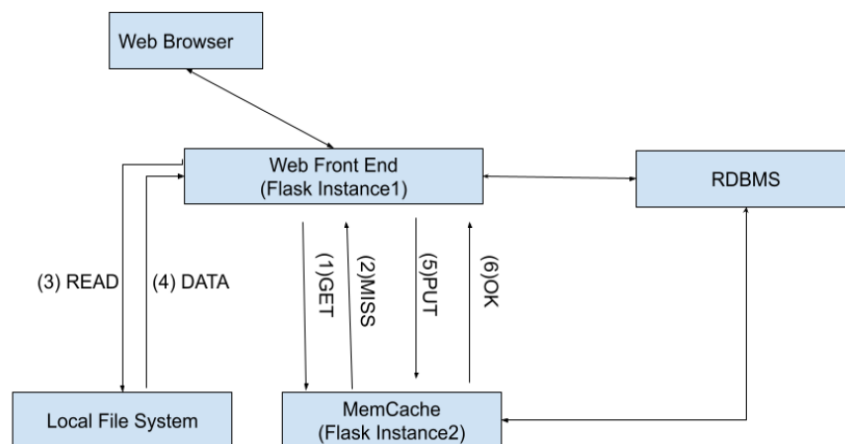 Web Browser
Web Front End
(Flask Instance1)
RDBMS
(3) READ
(4) DATA
(1)GET
(2)MISS
(5)PUT
(6)OK
Local File System
MemCache
(Flask Instance2)